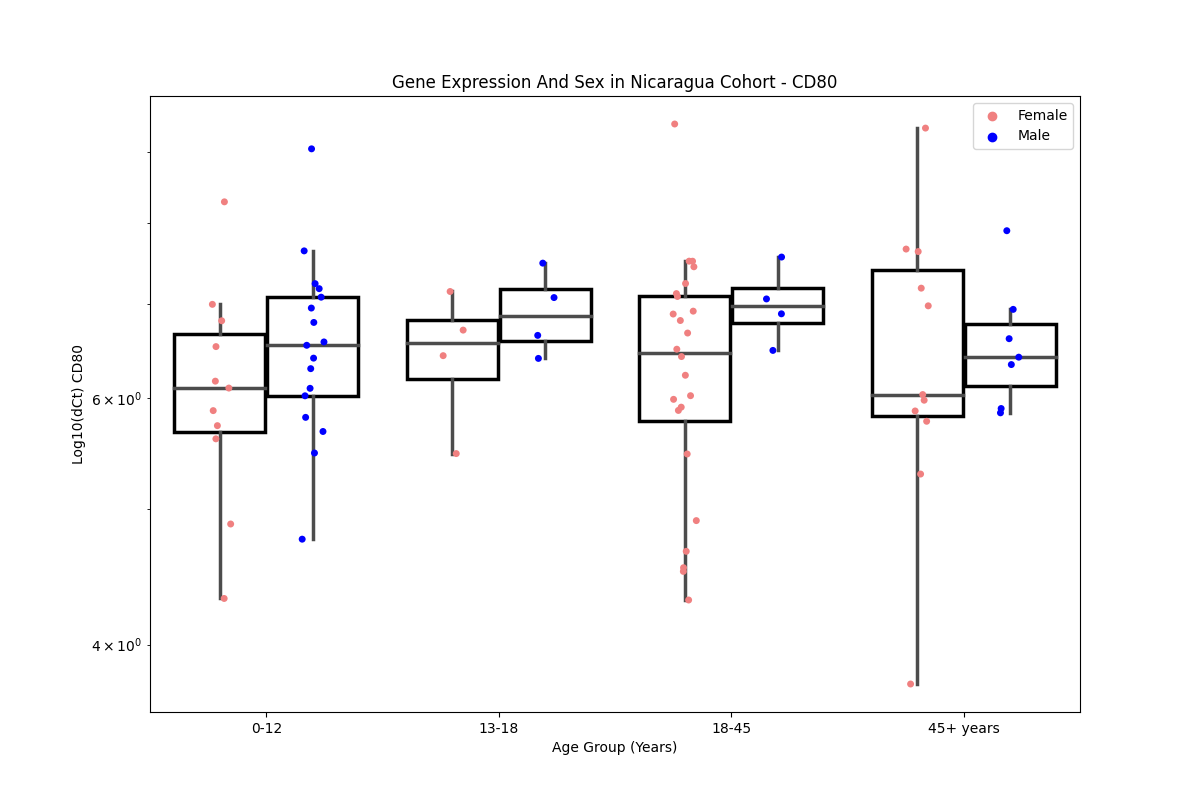 Gene Expression And Sex in Nicaragua Cohort - CD80
Female
Male
Log10(dCt) CD80
6 × 10⁰
4 × 10⁰
0-12
13-18
18-45
45+ years
Age Group (Years)